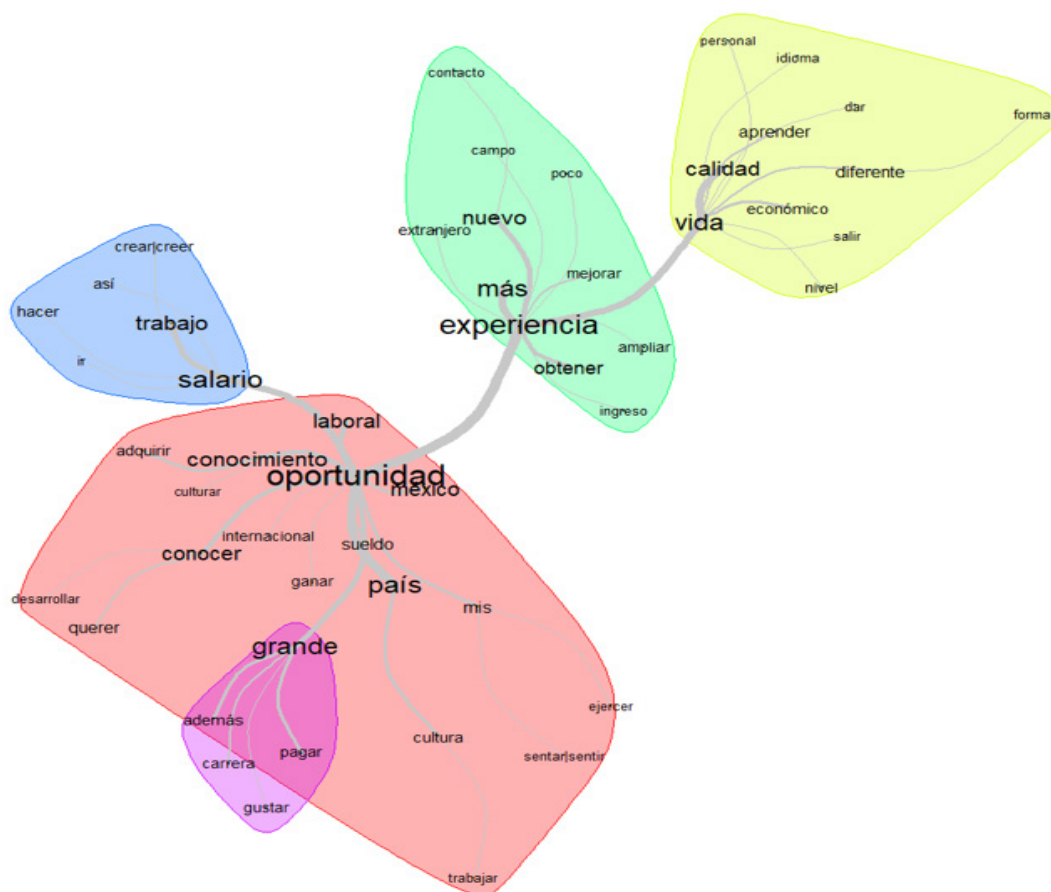 personal
idioma
contacto
dar
forma
aprender
campo
poco
calidad
diferente
nuevo
económico
vida
extranjero
salir
crear|creer
así
mejorar
nivel
más
hacer
trabajo
experiencia
ampliar
ir
obtener
salario
ingreso
laboral
adquirir
conocimiento
oportunidad
méxico
culturar
internacional
sueldo
conocer
ganar
país
desarrollar
mis
querer
grande
ejercer
además
cultura
pagar
sentar|sentir
carrera
gustar
trabajar